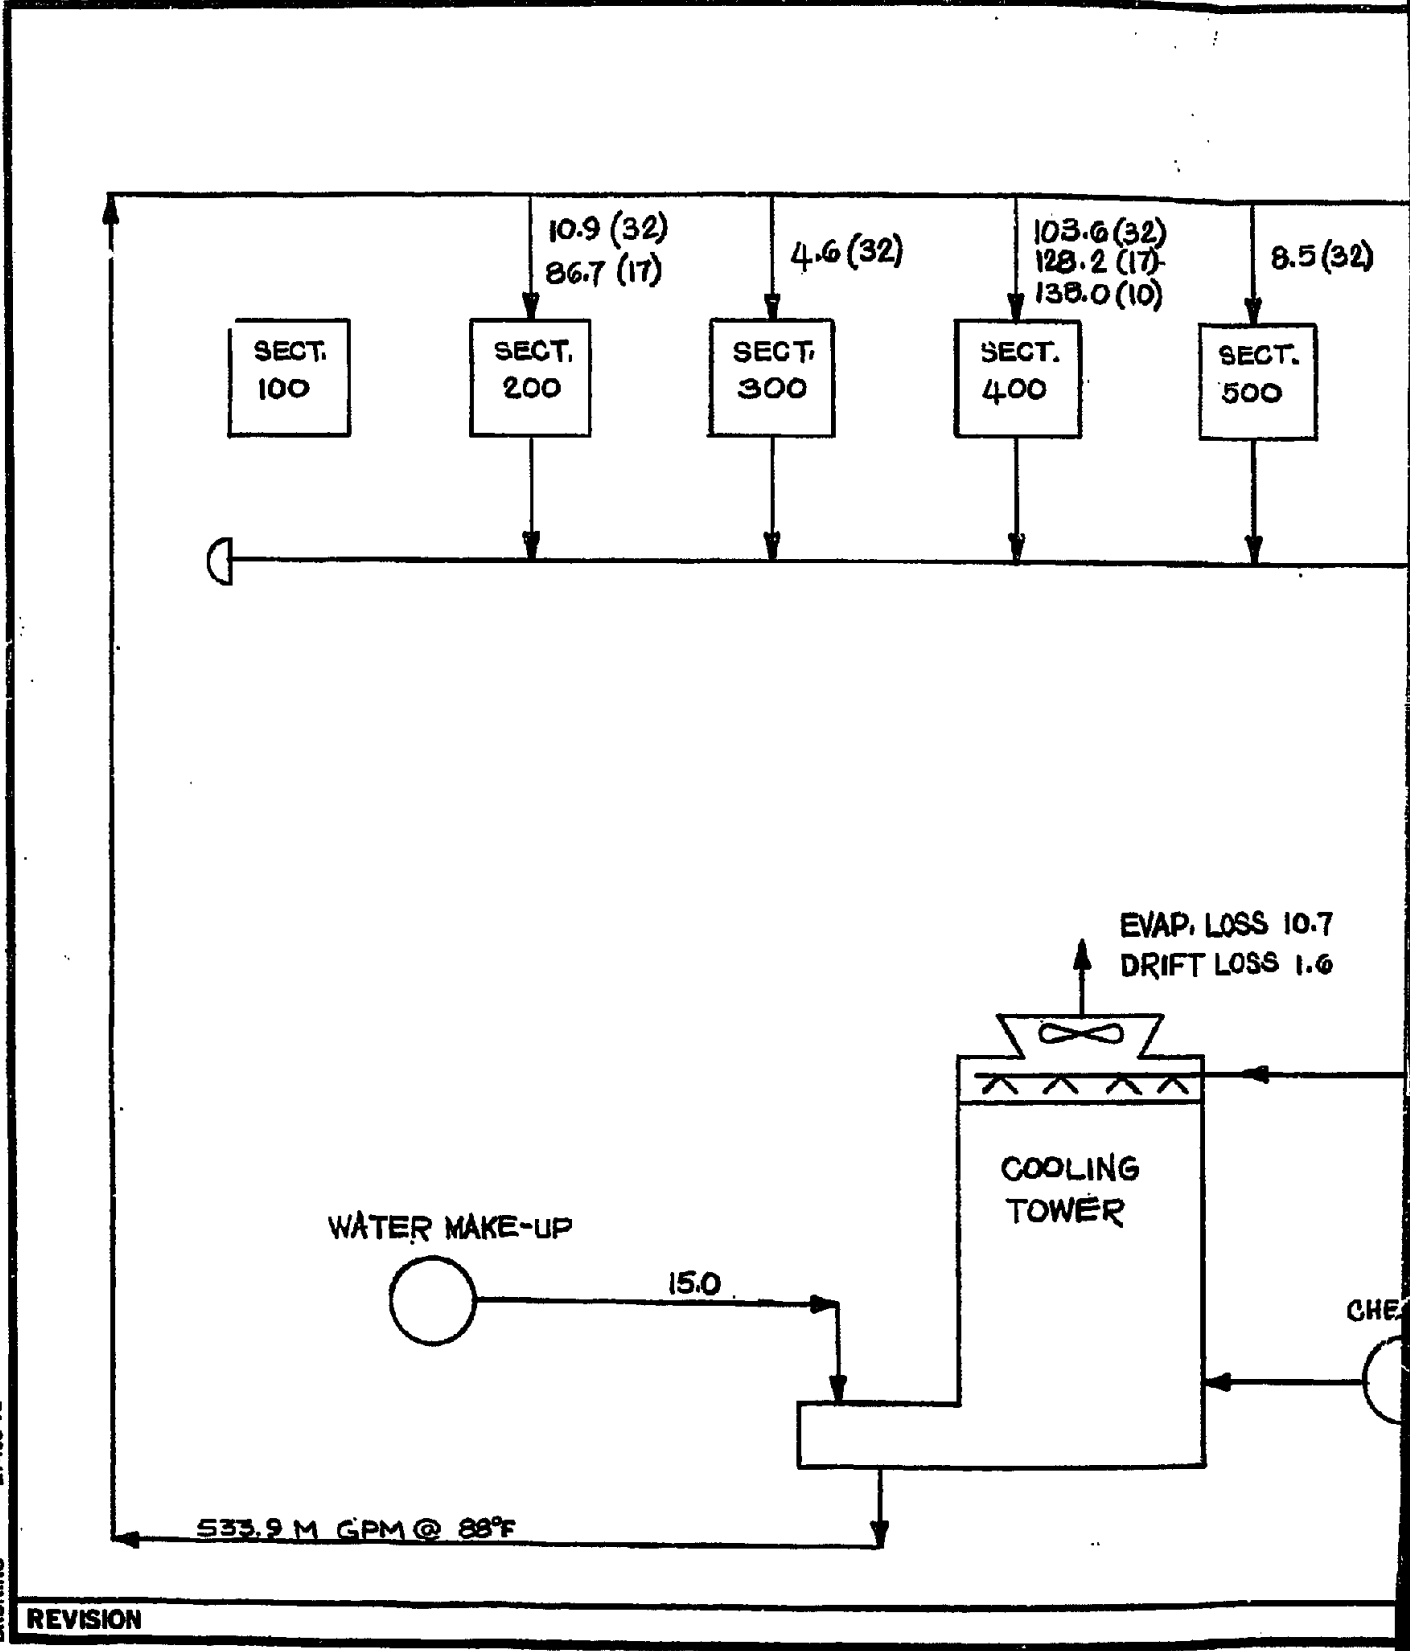 10.9 (32)
86.7 (17)
4.6 (32)
103.6 (32)
128.2 (17)
138.0 (10)
8.5 (32)
SECT.
100
SECT.
200
SECT.
300
SECT.
400
SECT.
500
EVAP. LOSS 10.7
DRIFT LOSS 1.6
COOLING
TOWER
WATER MAKE-UP
15.0
CHE
533.9 M GPM @ 88°F
REVISION